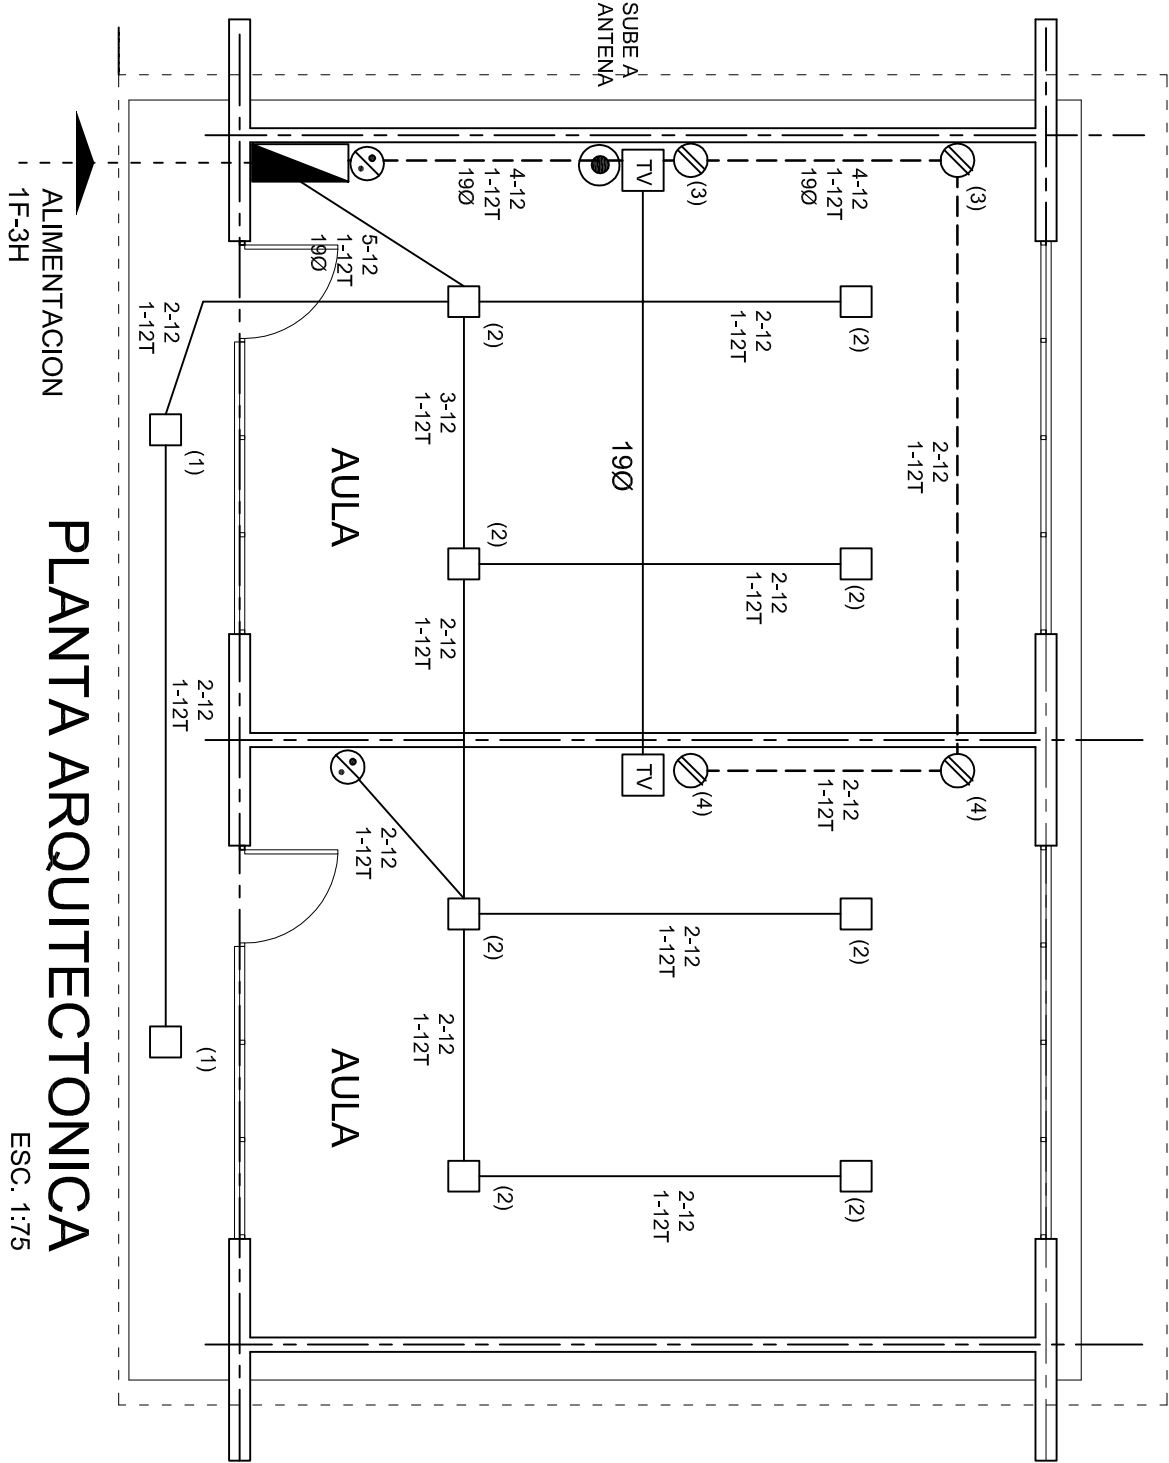 (3)
(4)
2-12
1-12T
4-12
1-12T
19Ø
2-12
1-12T
(2)
(2)
(2)
(2)
2-12
1-12T
2-12
1-12T
(3)
(4)
2-12
1-12T
2-12
1-12T
SUBE A
ANTENA
TV
TV
19Ø
4-12
1-12T
19Ø
(2)
(2)
(2)
(2)
3-12
1-12T
2-12
1-12T
2-12
1-12T
5-12
1-12T
19Ø
2-12
1-12T
AULA
AULA
2-12
1-12T
(1)
2-12
1-12T
(1)
ALIMENTACION
1F-3H
PLANTA ARQUITECTONICA
ESC. 1:75